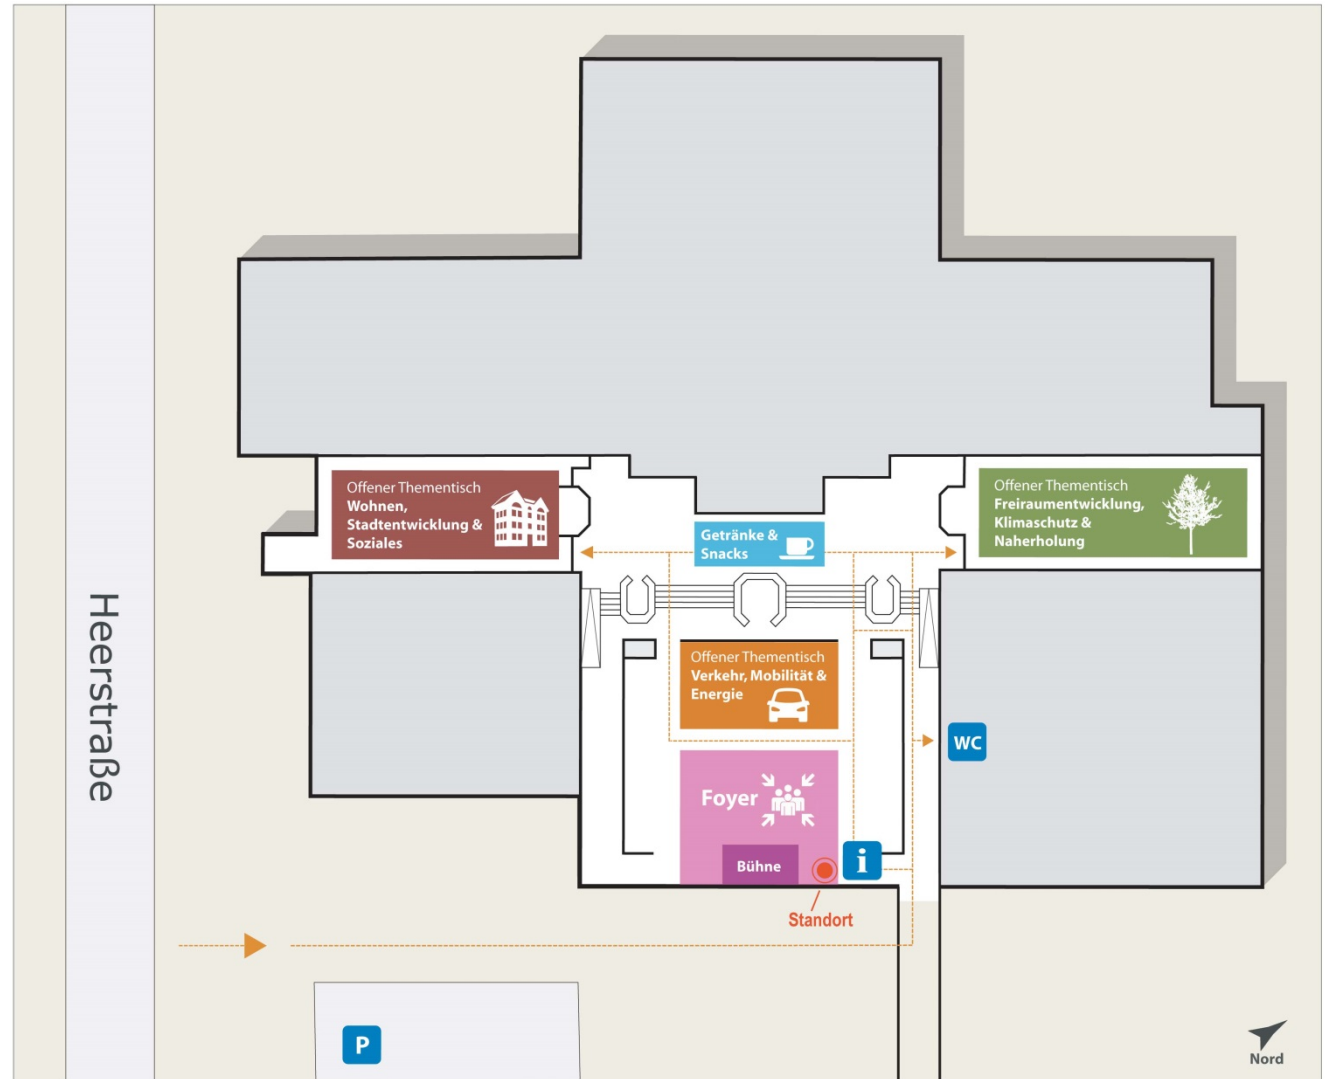 Offener Thementisch
Wohnen,
Stadtentwicklung &
Soziales
Offener Thementisch
Freiraumentwicklung,
Klimaschutz &
Naherholung
Getränke &
Snacks
Heerstraße
Offener Thementisch
Verkehr, Mobilität &
Energie
WC
Foyer
Bühne
i
Standort
P
Nord